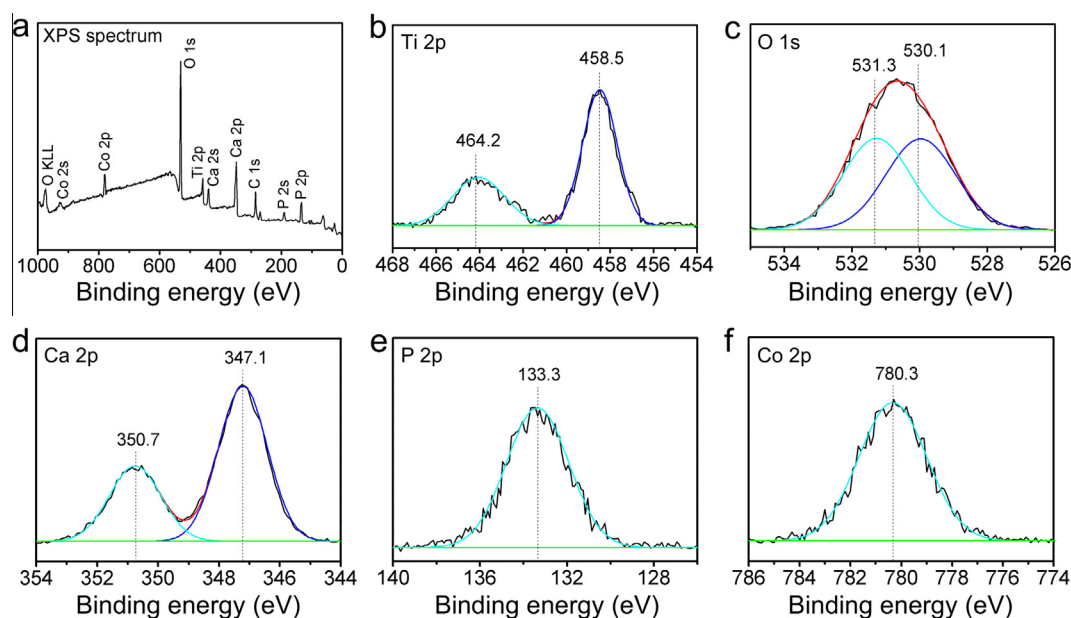 a
XPS spectrum
O KLL
Co 2s
Co 2p
O 1s
Ti 2p
Ca 2s
Ca 2p
C 1s
P 2s
P 2p
1000 800 600 400 200 0
Binding energy (eV)
b
Ti 2p
464.2
458.5
468 466 464 462 460 458 456 454
Binding energy (eV)
c
O 1s
531.3
530.1
532 530 528 526
Binding energy (eV)
d
Ca 2p
350.7
347.1
354 352 350 348 346 344
Binding energy (eV)
e
P 2p
133.3
140 136 132 128
Binding energy (eV)
f
Co 2p
780.3
786 784 782 780 778 776 774
Binding energy (eV)